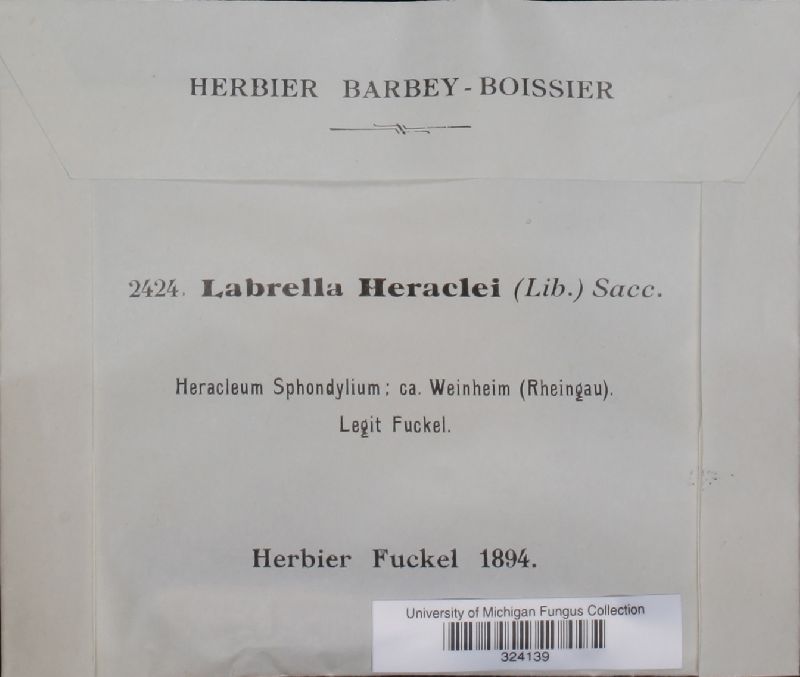 HERBIER BARBEY-BOISSIER
2424. Labrella Heraclei (Lib.) Sacc.
Heracleum Sphondylium; ca. Weinheim (Rheingau).
Legit Fuckel.
Herbier Fuckel 1894.
University of Michigan Fungus Collection
324139